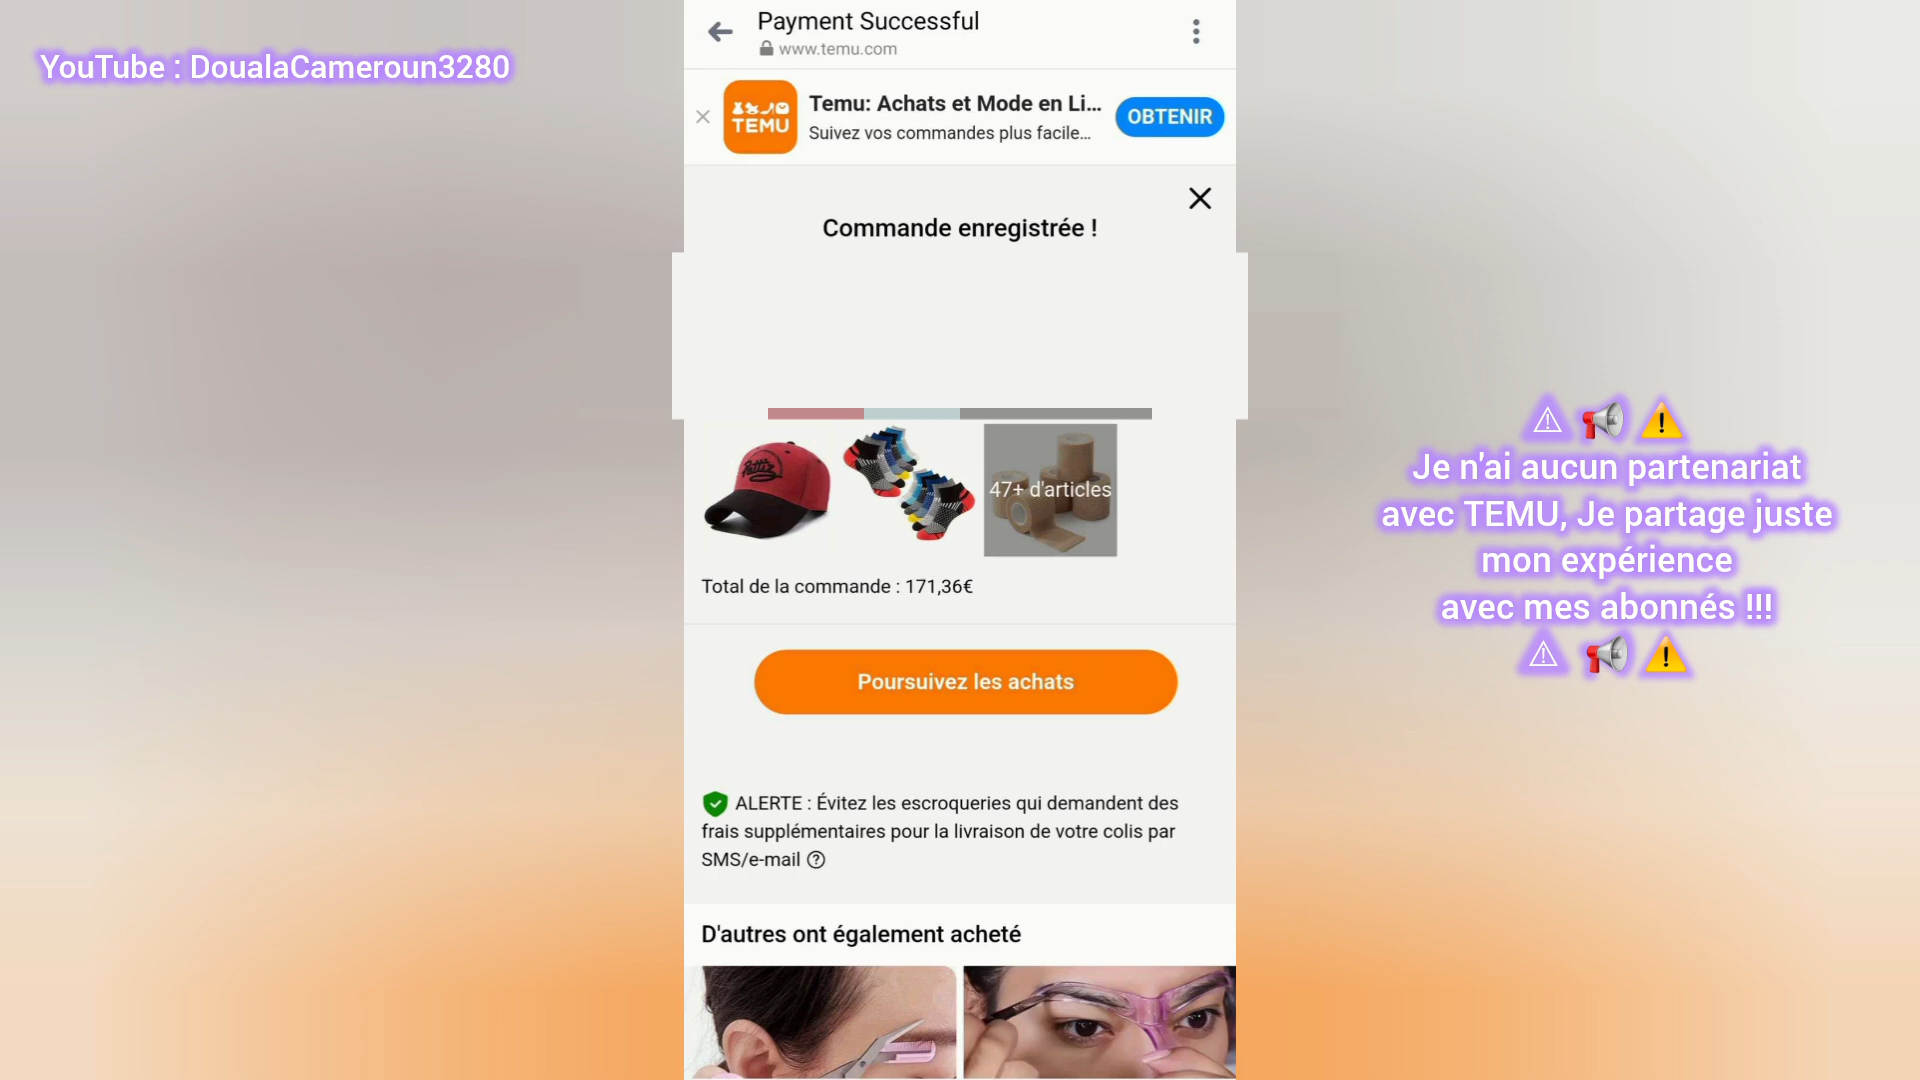 YouTube : DoualaCameroun3280
Payment Successful
www.temu.com
TEMU
Temu: Achats et Mode en Li...
Suivez vos commandes plus facile...
OBTENIR
Commande enregistrée !
47+ d'articles
Total de la commande : 171,36€
Poursuivez les achats
ALERTE : Évitez les escroqueries qui demandent des
frais supplémentaires pour la livraison de votre colis par
SMS/e-mail
D'autres ont également acheté
Je n'ai aucun partenariat
avec TEMU, Je partage juste
mon expérience
avec mes abonnés !!!